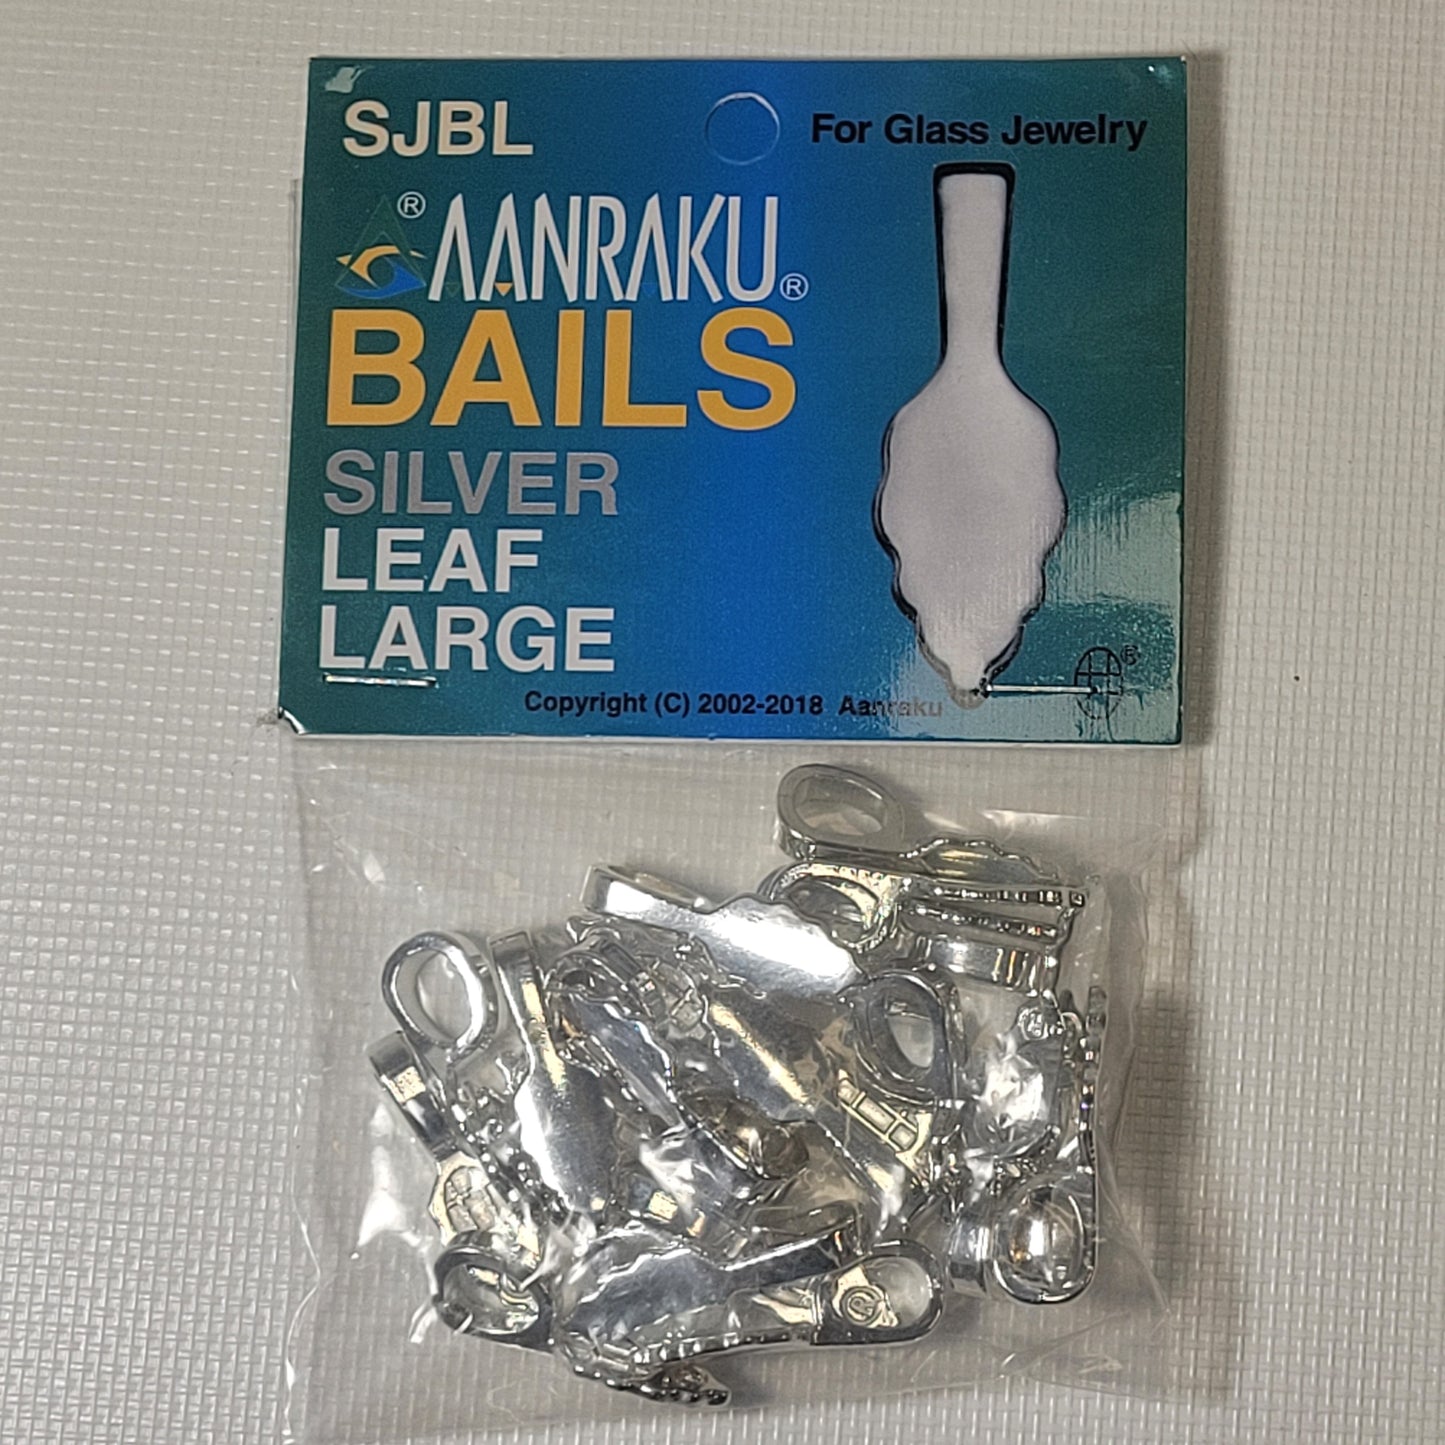 SJBL
For Glass Jewelry
® AANRAKU®
BAILS
SILVER
LEAF
LARGE
®
Copyright (C) 2002-2018 Aanraku